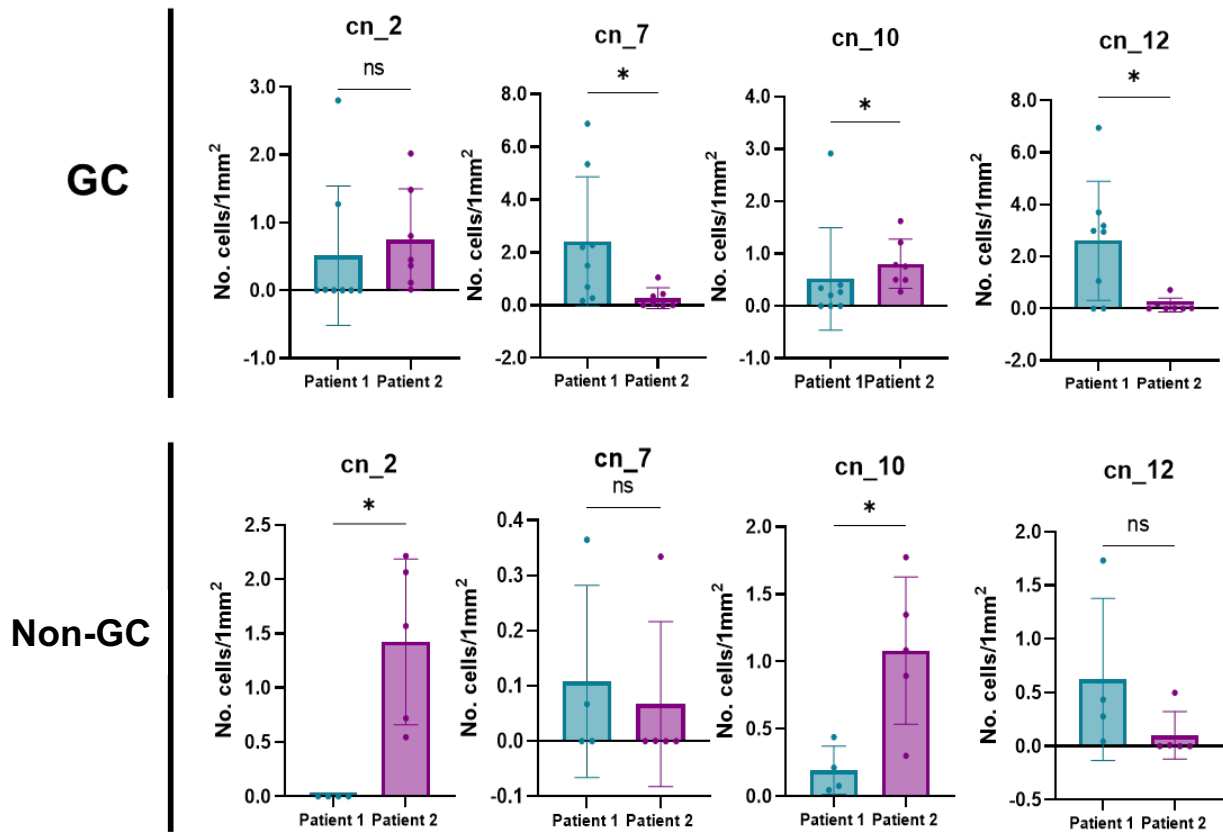 GC
cn_2
ns
No. cells/1mm²
3.0
2.0
1.0
0.0
-1.0
Patient 1 Patient 2
cn_7
*
No. cells/1mm²
8.0
6.0
4.0
2.0
0.0
-2.0
Patient 1 Patient 2
cn_10
*
No. cells/1mm²
4.0
3.0
2.0
1.0
0.0
-1.0
Patient 1 Patient 2
cn_12
*
No. cells/1mm²
8.0
6.0
4.0
2.0
0.0
-2.0
Patient 1 Patient 2
Non-GC
cn_2
*
No. cells/1mm²
2.5
2.0
1.5
1.0
0.5
0.0
Patient 1 Patient 2
cn_7
ns
No. cells/1mm²
0.4
0.3
0.2
0.1
0.0
-0.1
Patient 1 Patient 2
cn_10
*
No. cells/1mm²
2.0
1.5
1.0
0.5
0.0
Patient 1 Patient 2
cn_12
ns
No. cells/1mm²
2.0
1.5
1.0
0.5
0.0
-0.5
Patient 1 Patient 2